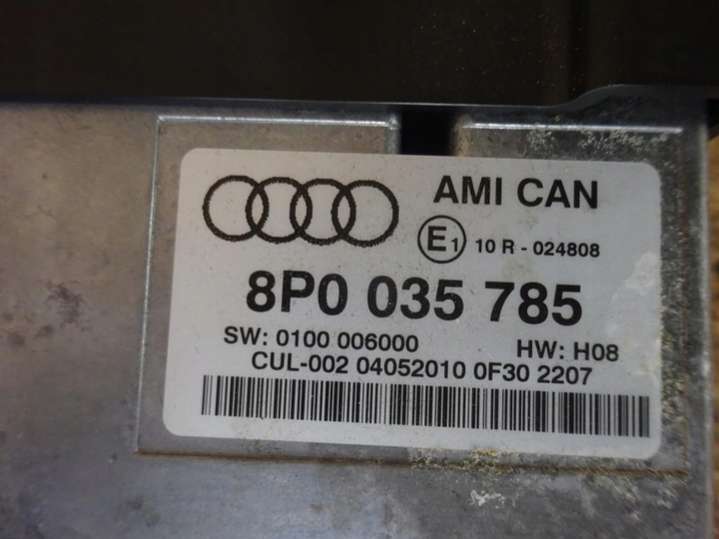 AMI CAN
E1 10 R - 024808
8P0 035 785
SW: 0100 006000 HW: H08
CUL-002 04052010 0F30 2207